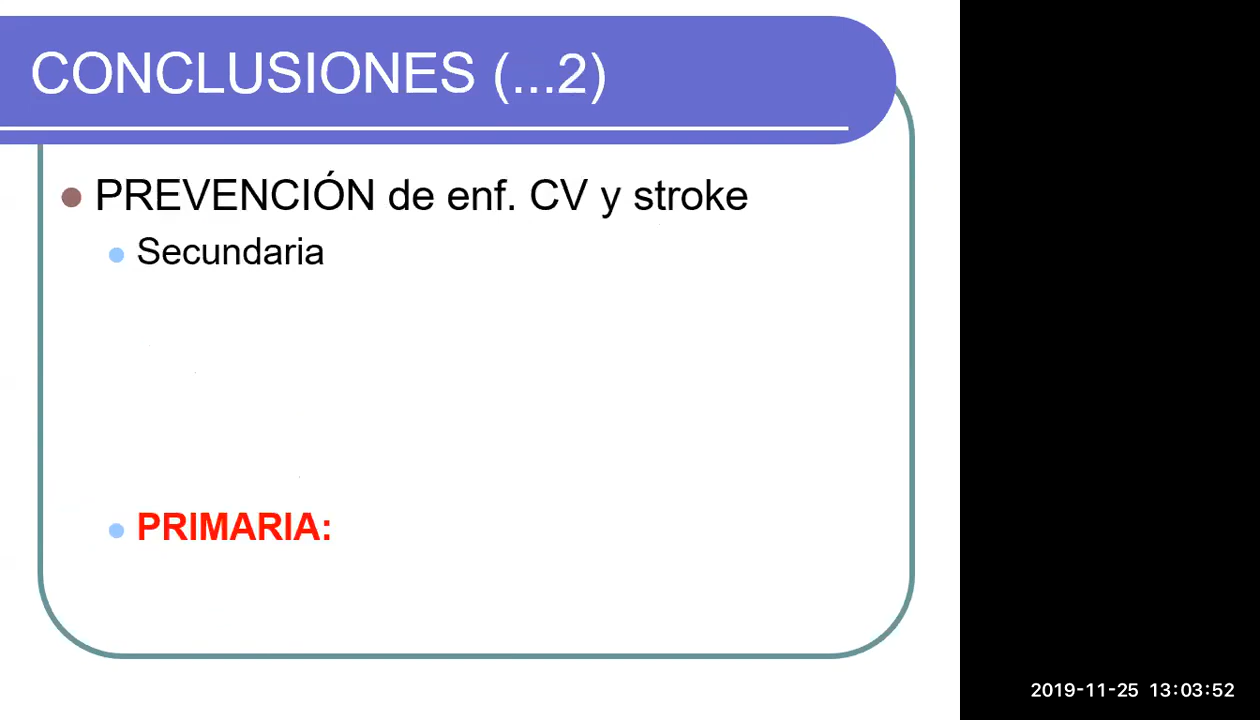 CONCLUSIONES (...2)
PREVENCIÓN de enf. CV y stroke
Secundaria
PRIMARIA:
2019-11-25 13:03:52